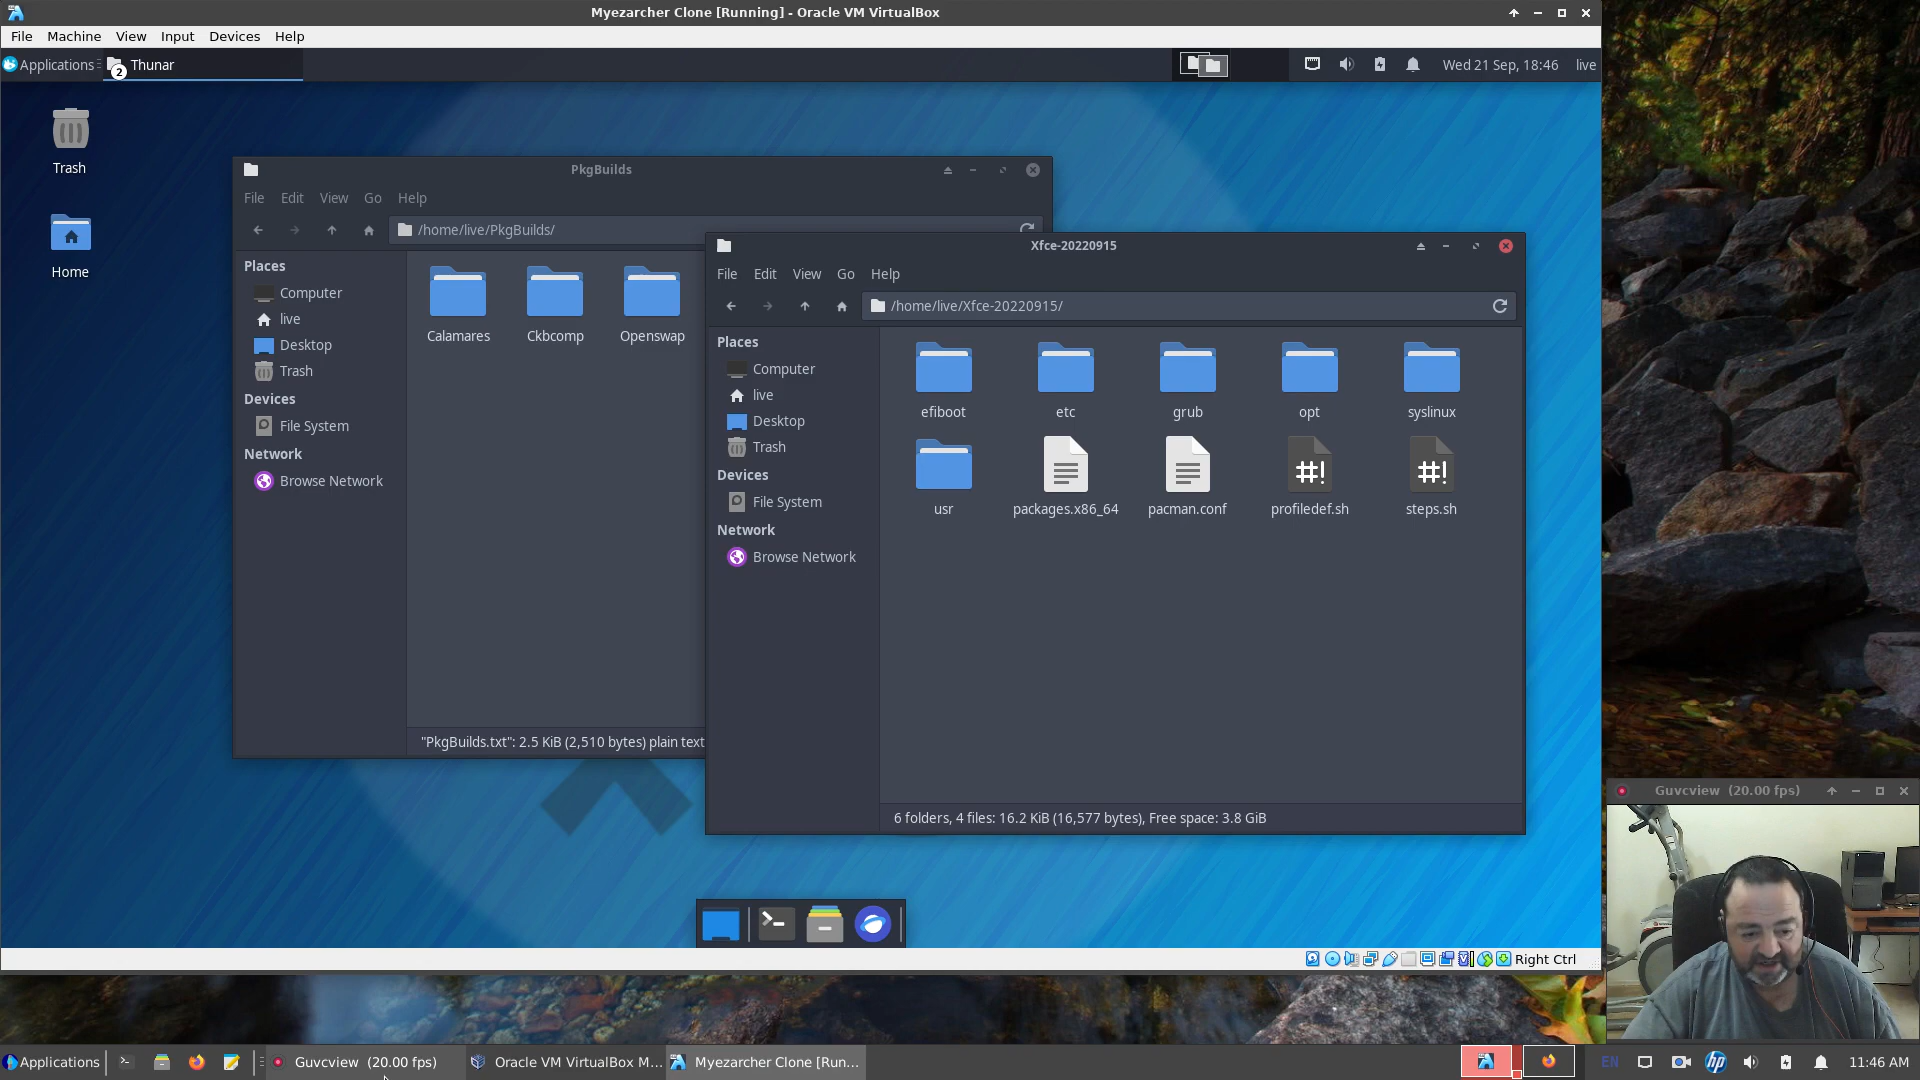 Myezarcher Clone [Running] - Oracle VM VirtualBox
File Machine View Input Devices Help
Applications 2 Thunar Wed 21 Sep, 18:46 live
Trash
Home
PkgBuilds
File Edit View Go Help
/home/live/PkgBuilds/
Places
Computer
live
Desktop
Trash
Devices
File System
Network
Browse Network
Calamares Ckbcomp Openswap
"PkgBuilds.txt": 2.5 KiB (2,510 bytes) plain text
Xfce-20220915
File Edit View Go Help
/home/live/Xfce-20220915/
Places
Computer
live
Desktop
Trash
Devices
File System
Network
Browse Network
efiboot etc grub opt syslinux
#! #!
usr packages.x86_64 pacman.conf profiledef.sh steps.sh
6 folders, 4 files: 16.2 KiB (16,577 bytes), Free space: 3.8 GiB
Right Ctrl
Guvcview (20.00 fps)
Applications Guvcview (20.00 fps) Oracle VM VirtualBox M... Myezarcher Clone [Run... EN hp 11:46 AM